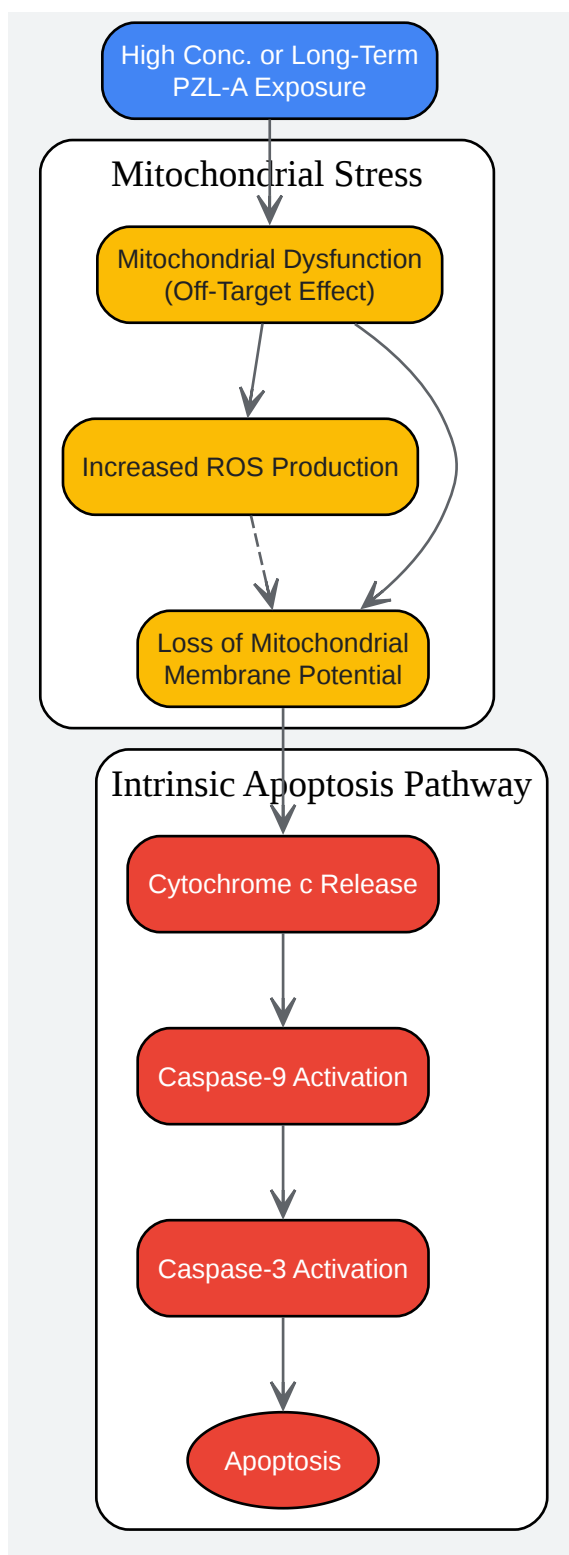 High Conc. or Long-Term
PZL-A Exposure
Mitochondrial Stress
Mitochondrial Dysfunction
(Off-Target Effect)
Increased ROS Production
Loss of Mitochondrial
Membrane Potential
Intrinsic Apoptosis Pathway
Cytochrome c Release
Caspase-9 Activation
Caspase-3 Activation
Apoptosis